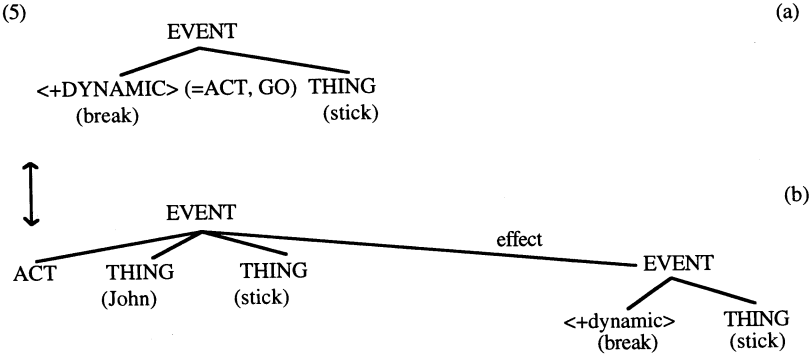 (5) (a)
EVENT
<+DYNAMIC> (=ACT, GO) THING
(break) (stick)
(b)
EVENT
effect
ACT THING THING EVENT
(John) (stick)
<+dynamic> THING
(break) (stick)